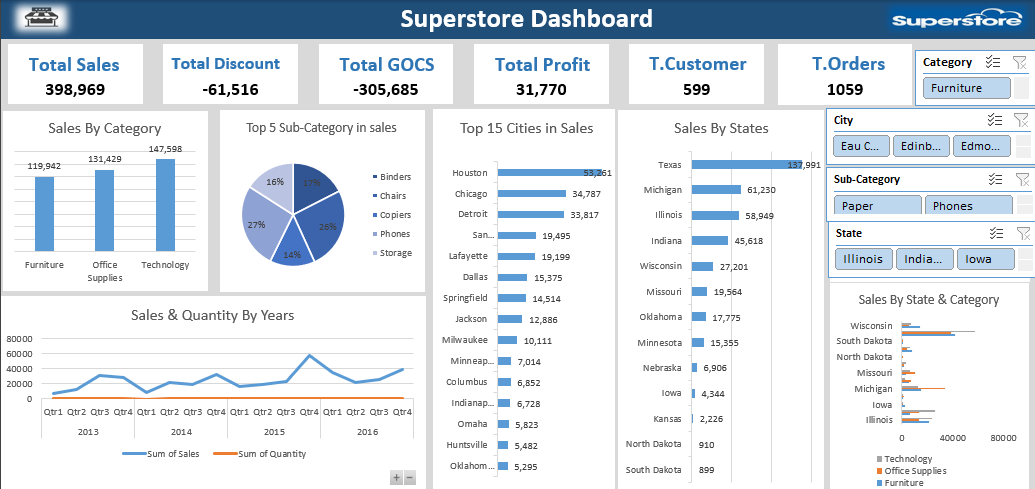 Superstore Dashboard
Superstore
Total Sales
398,969
Total Discount
-61,516
Total GOCS
-305,685
Total Profit
31,770
T.Customer
599
T.Orders
1059
Category
Furniture
City
Eau C...
Edinb...
Edmo...
Sub-Category
Paper
Phones
State
Illinois
India...
Iowa
Sales By Category
119,942
131,429
147,598
Furniture
Office
Supplies
Technology
Top 5 Sub-Category in sales
17%
26%
14%
27%
16%
Binders
Chairs
Copiers
Phones
Storage
Sales & Quantity By Years
80000
60000
40000
20000
0
Qtr1 Qtr2 Qtr3 Qtr4 Qtr1 Qtr2 Qtr3 Qtr4 Qtr1 Qtr2 Qtr3 Qtr4 Qtr1 Qtr2 Qtr3 Qtr4
2013 2014 2015 2016
Sum of Sales Sum of Quantity
Top 15 Cities in Sales
Houston 53,261
Chicago 34,787
Detroit 33,817
San... 19,495
Lafayette 19,199
Dallas 15,375
Springfield 14,514
Jackson 12,886
Milwaukee 10,111
Minneap... 7,014
Columbus 6,852
Indianap... 6,728
Omaha 5,823
Huntsville 5,482
Oklahom... 5,295
Sales By States
Texas 137,991
Michigan 61,230
Illinois 58,949
Indiana 45,618
Wisconsin 27,201
Missouri 19,564
Oklahoma 17,775
Minnesota 15,355
Nebraska 6,906
Iowa 4,344
Kansas 2,226
North Dakota 910
South Dakota 899
Sales By State & Category
Wisconsin
South Dakota
North Dakota
Missouri
Michigan
Iowa
Illinois
0 40000 80000
Technology
Office Supplies
Furniture